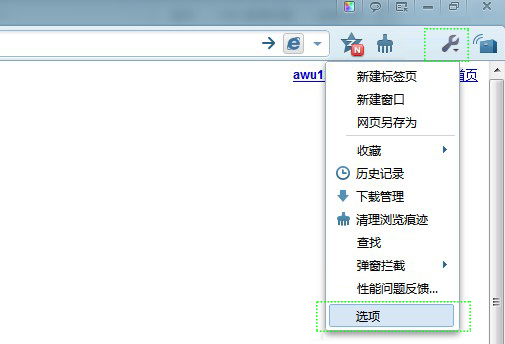 N
awu1
首页
新建标签页
新建窗口
网页另存为
收藏
历史记录
下载管理
清理浏览痕迹
查找
弹窗拦截
性能问题反馈...
选项